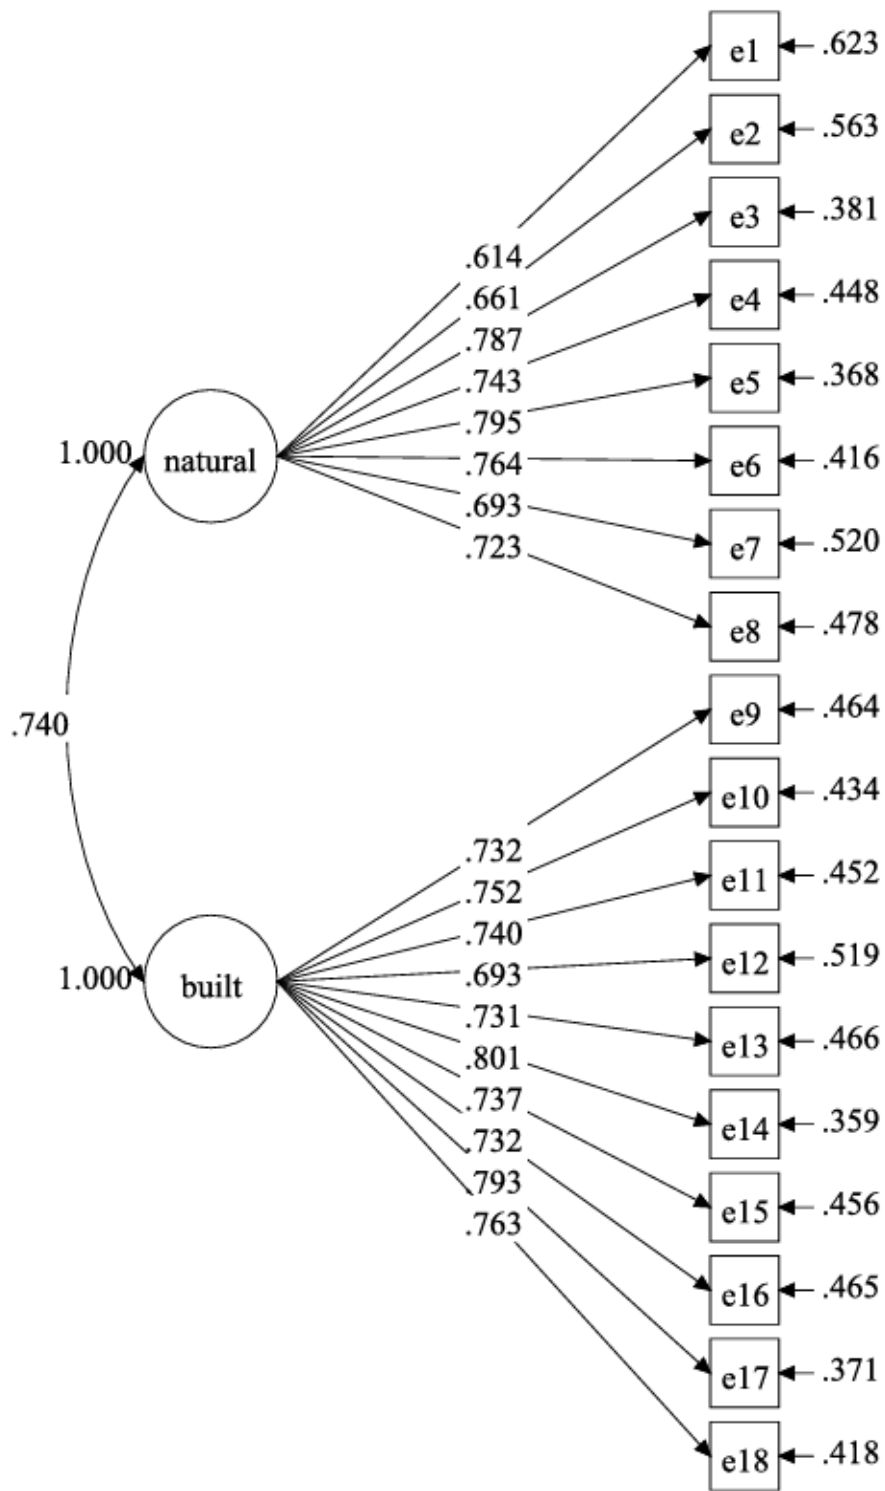 e1 .623
e2 .563
e3 .381
.614
.661
e4 .448
.787
.743
e5 .368
.795
1.000 natural
.764
e6 .416
.693
e7 .520
.723
e8 .478
e9 .464
.740
e10 .434
.732
e11 .452
.752
.740
e12 .519
.693
1.000 built
.731
e13 .466
.801
.737
e14 .359
.732
.793
e15 .456
.763
e16 .465
e17 .371
e18 .418